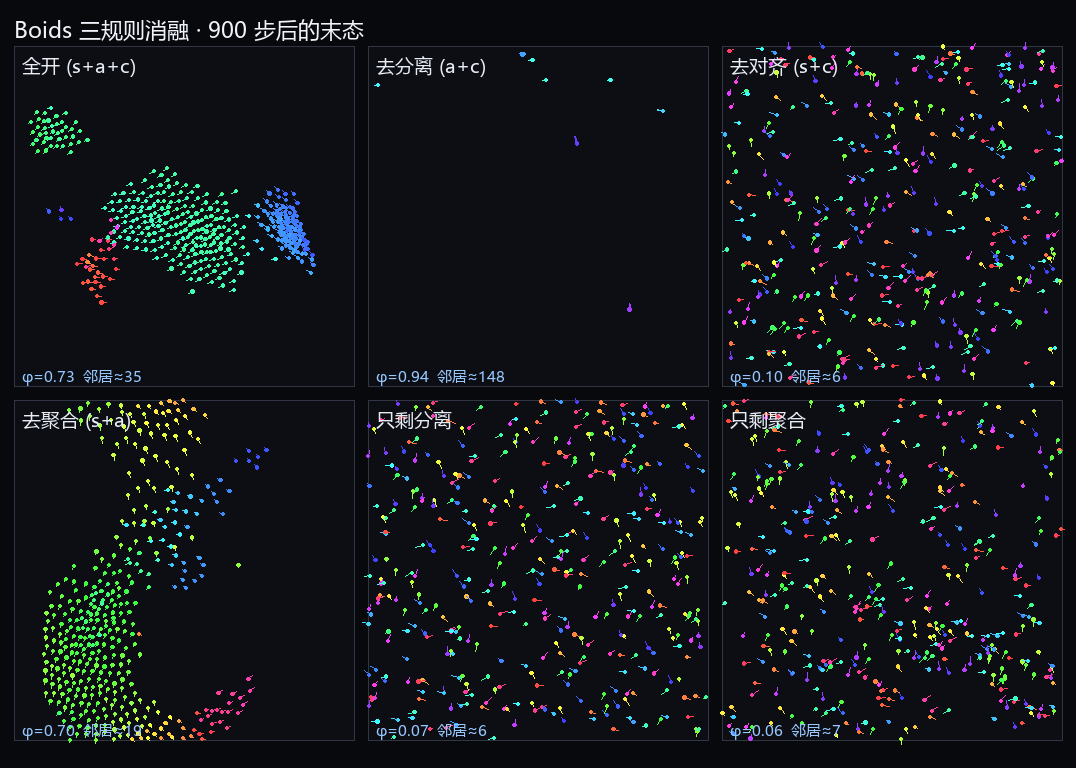 Boids 三规则消融 · 900 步后的末态
全开 (s+a+c)
去分离 (a+c)
去对齐 (s+c)
φ=0.73 邻居≈35
φ=0.94 邻居≈148
φ=0.10 邻居≈6
去聚合 (s+a)
只剩分离
只剩聚合
φ=0.70 邻居≈19
φ=0.07 邻居≈6
φ=0.06 邻居≈7